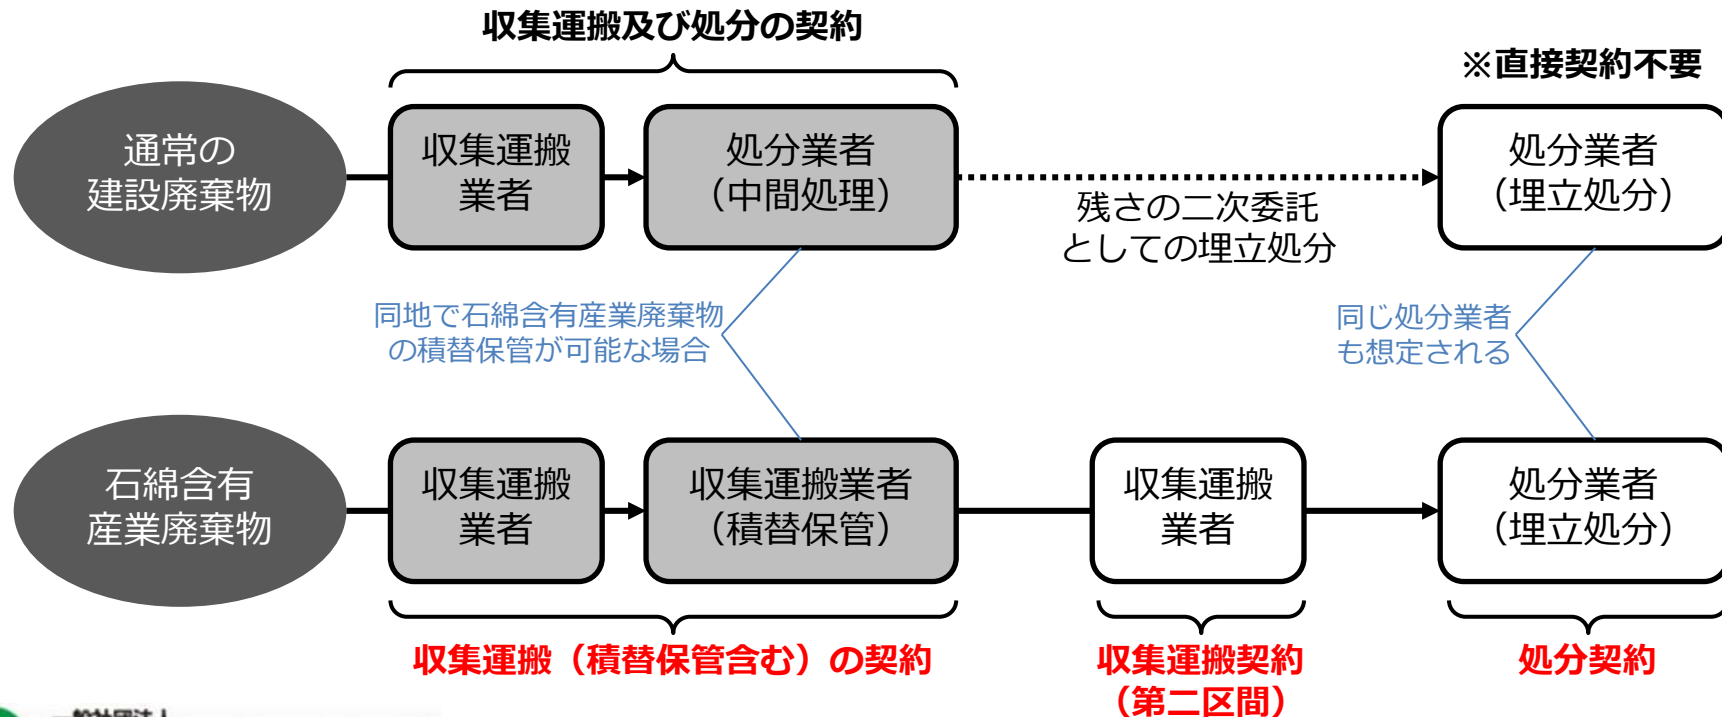 収集運搬及び処分の契約
※直接契約不要
通常の
建設廃棄物
収集運搬
業者
処分業者
（中間処理）
残さの二次委託
としての埋立処分
処分業者
（埋立処分）
同地で石綿含有産業廃棄物
の積替保管が可能な場合
同じ処分業者
も想定される
石綿含有
産業廃棄物
収集運搬
業者
収集運搬業者
（積替保管）
収集運搬
業者
処分業者
（埋立処分）
収集運搬（積替保管含む）の契約
収集運搬契約
（第二区間）
処分契約
一般社団法人